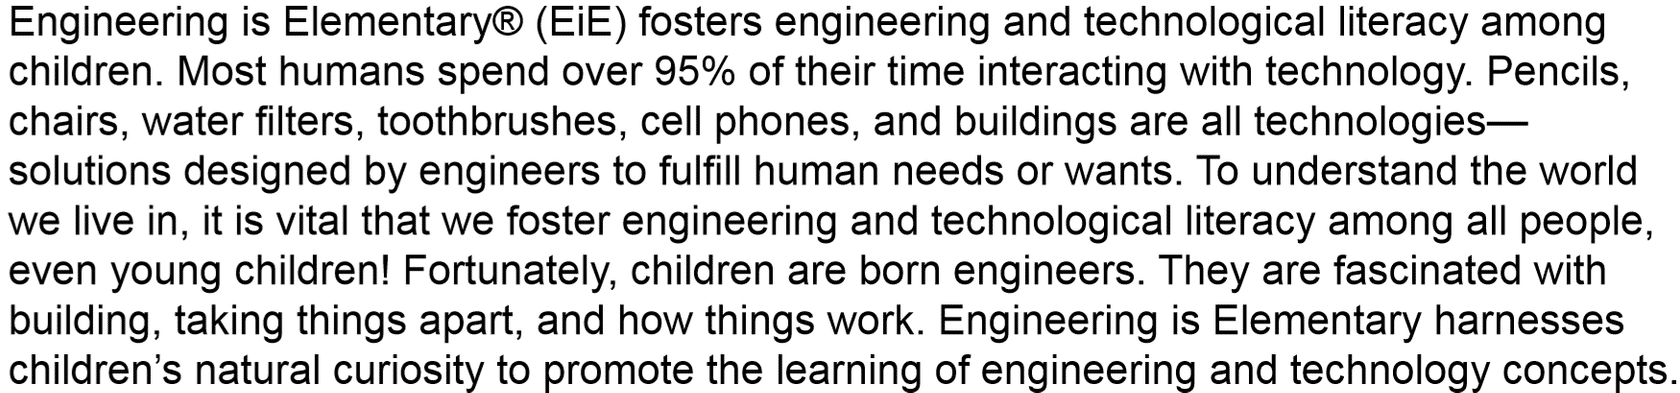 Engineering is Elementary® (EiE) fosters engineering and technological literacy among
children. Most humans spend over 95% of their time interacting with technology. Pencils,
chairs, water filters, toothbrushes, cell phones, and buildings are all technologies—
solutions designed by engineers to fulfill human needs or wants. To understand the world
we live in, it is vital that we foster engineering and technological literacy among all people,
even young children! Fortunately, children are born engineers. They are fascinated with
building, taking things apart, and how things work. Engineering is Elementary harnesses
children’s natural curiosity to promote the learning of engineering and technology concepts.